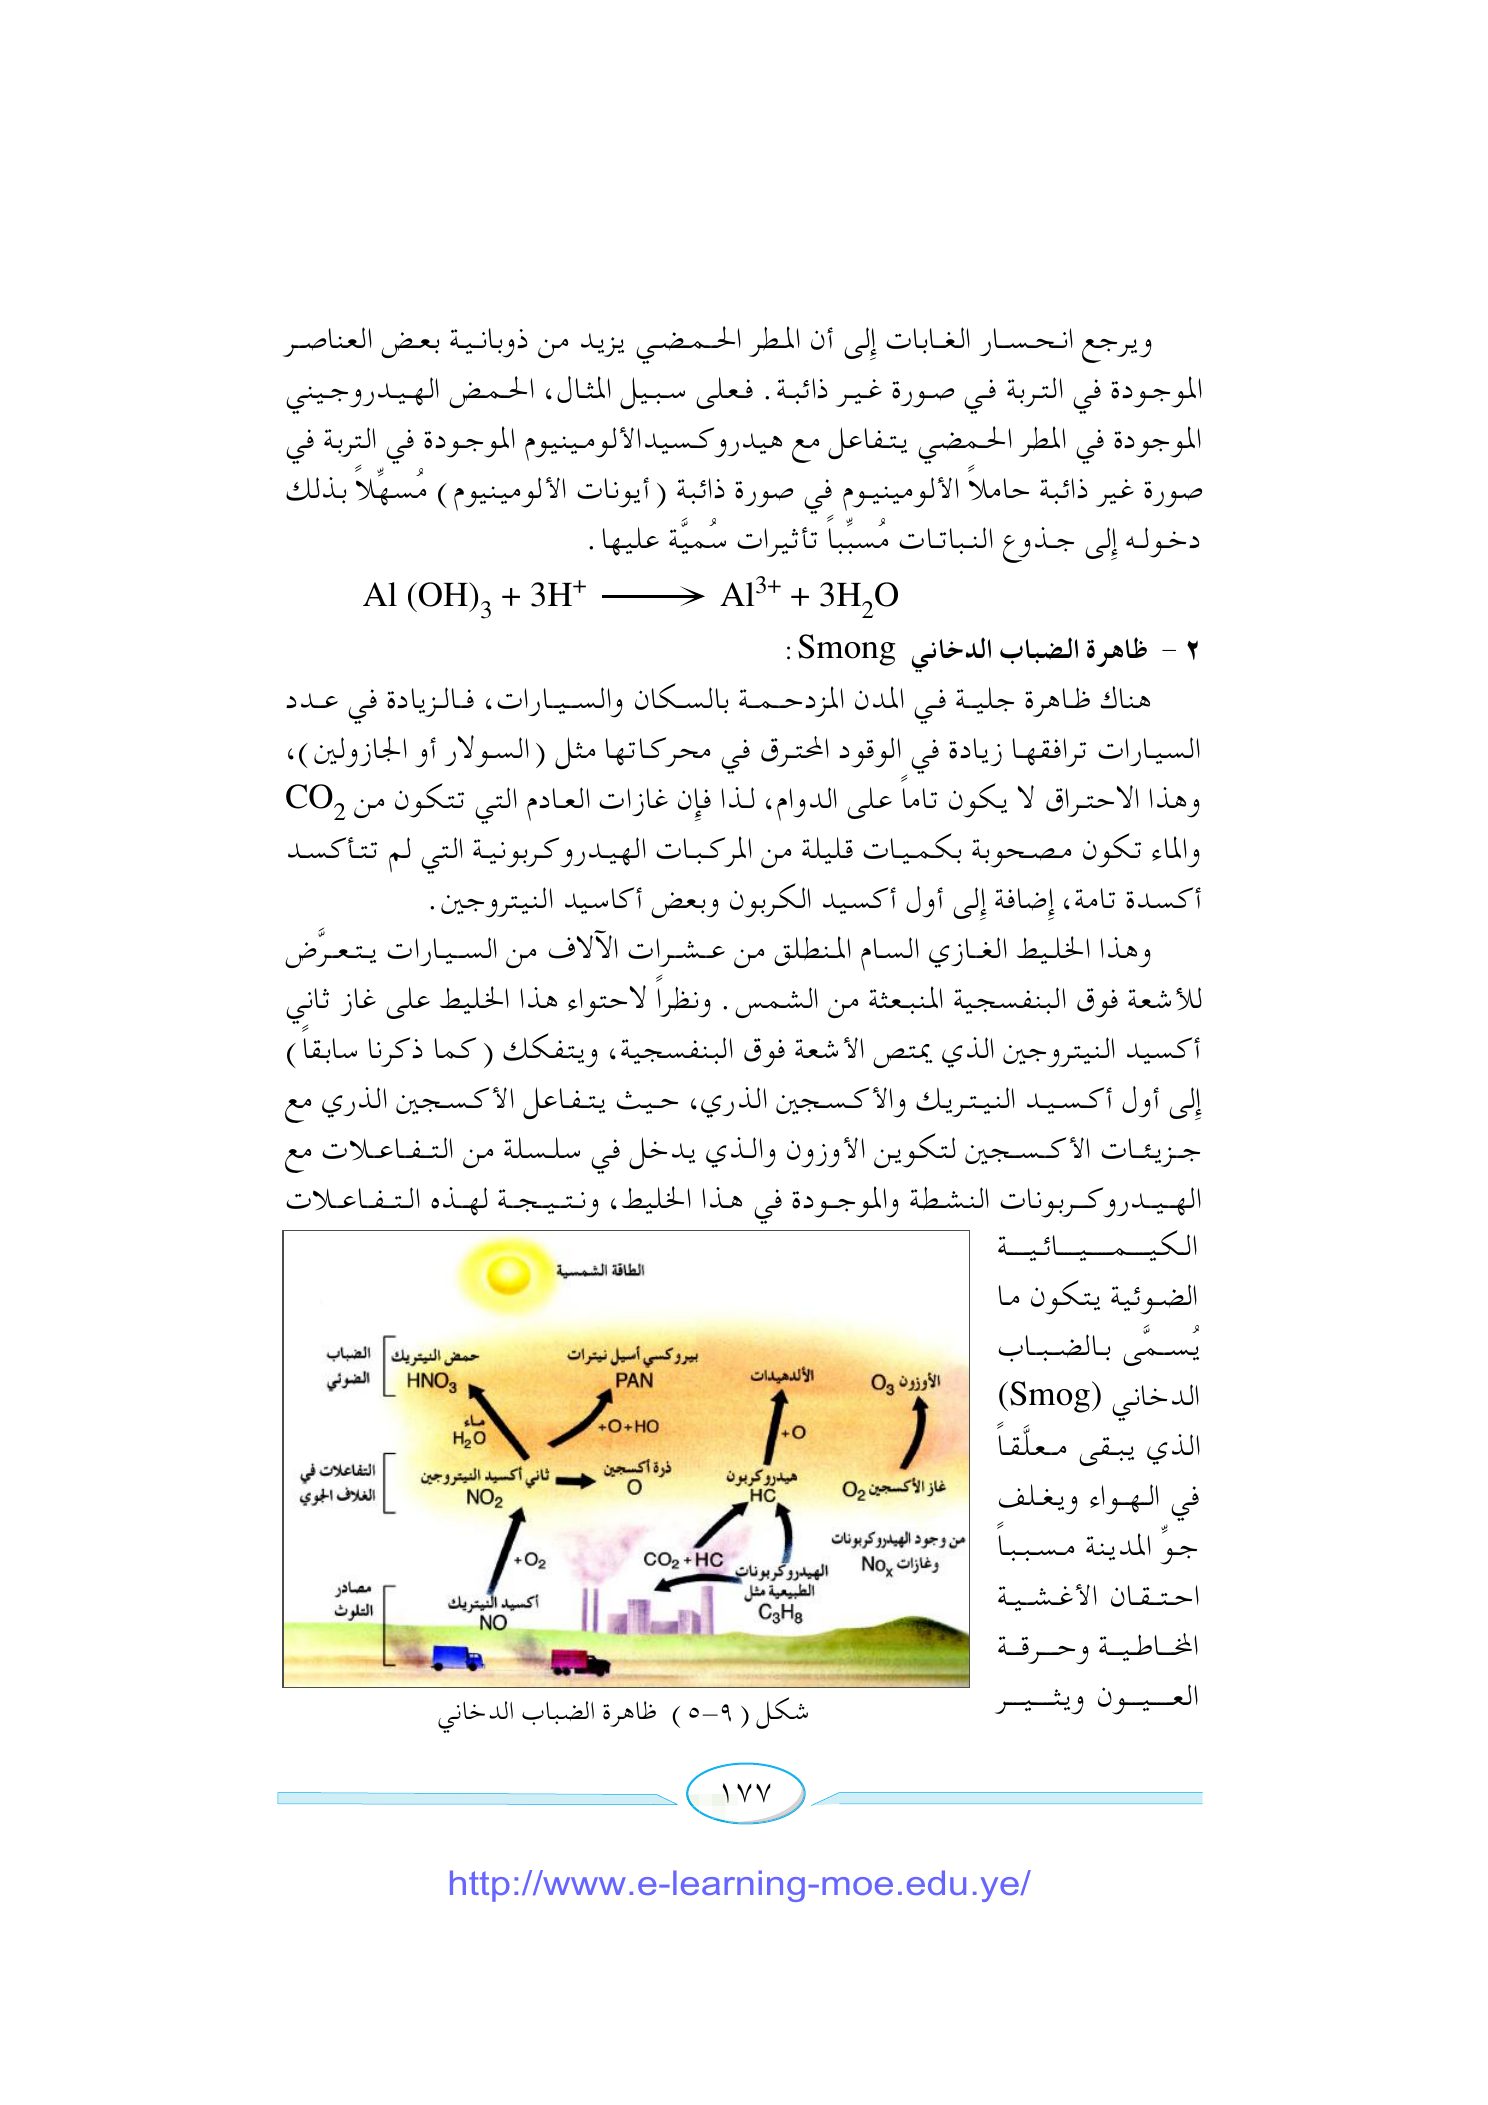 ويرجع انحسار الغابات إِلى أن المطر الحمضي يزيد من ذوبانية بعض العناصر
الموجودة في التربة في صورة غير ذائبة. فعلى سبيل المثال، الحمض الهيدروجيني
الموجودة في المطر الحمضي يتفاعل مع هيدروكسيدالألومينيوم الموجودة في التربة في
صورة غير ذائبة حاملاً الألومينيوم في صورة ذائبة (أيونات الألومينيوم) مُسهِّلاً بذلك
دخوله إِلى جذوع النباتات مُسبِّباً تأثيرات سُميَّة عليها.
Al (OH)₃ + 3H⁺ ⟶ Al³⁺ + 3H₂O
٢ – ظاهرة الضباب الدخاني Smong :
هناك ظاهرة جلية في المدن المزدحمة بالسكان والسيارات، فالزيادة في عدد
السيارات ترافقها زيادة في الوقود المحترق في محركاتها مثل (السولار أو الجازولين)،
وهذا الاحتراق لا يكون تاماً على الدوام، لذا فإِن غازات العادم التي تتكون من CO₂
والماء تكون مصحوبة بكميات قليلة من المركبات الهيدروكربونية التي لم تتأكسد
أكسدة تامة، إِضافة إِلى أول أكسيد الكربون وبعض أكاسيد النيتروجين.
وهذا الخليط الغازي السام المنطلق من عشرات الآلاف من السيارات يتعرَّض
للأشعة فوق البنفسجية المنبعثة من الشمس. ونظراً لاحتواء هذا الخليط على غاز ثاني
أكسيد النيتروجين الذي يمتص الأشعة فوق البنفسجية، ويتفكك (كما ذكرنا سابقاً)
إِلى أول أكسيد النيتريك والأكسجين الذري، حيث يتفاعل الأكسجين الذري مع
جزيئات الأكسجين لتكوين الأوزون والذي يدخل في سلسلة من التفاعلات مع
الهيدروكربونات النشطة والموجودة في هذا الخليط، ونتيجة لهذه التفاعلات
الكيميائية
الضوئية يتكون ما
يُسمَّى بالضباب
الدخاني (Smog)
الذي يبقى معلَّقاً
في الهواء ويغلف
جوِّ المدينة مسبباً
احتقان الأغشية
المخاطية وحرقة
العيون ويثير
الطاقة الشمسية
الضباب
الضوئي
حمض النيتريك
HNO₃
بيروكسي أسيل نيترات
PAN
الألدهيدات
الأوزون O₃
ماء
H₂O
+O+HO
+O
التفاعلات في
الغلاف الجوي
ثاني أكسيد النيتروجين
NO₂
ذرة أكسجين
O
هيدروكربون
HC
غاز الأكسجين O₂
من وجود الهيدروكربونات
وغازات Noₓ
+O₂
CO₂+HC
الهيدروكربونات
الطبيعية مثل
C₃H₈
مصادر
التلوث
أكسيد النيتريك
NO
شكل (٩–٥) ظاهرة الضباب الدخاني
١٧٧
http://www.e-learning-moe.edu.ye/